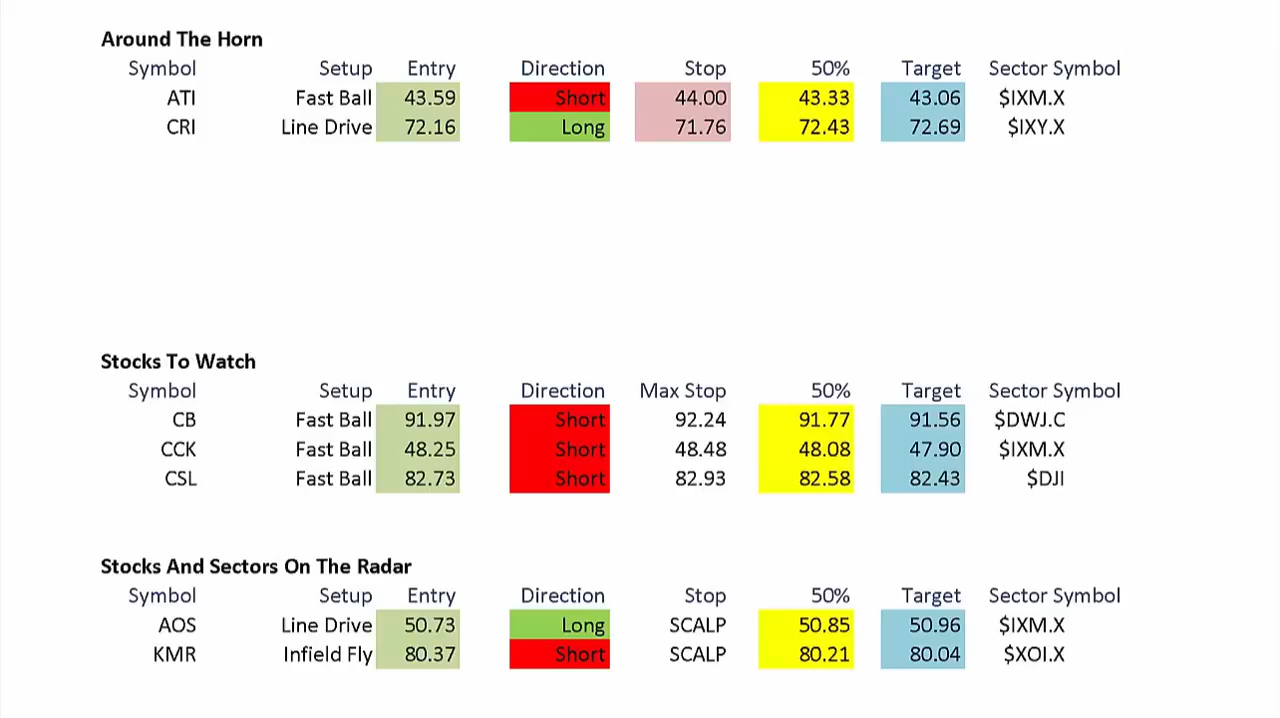 Around The Horn
Symbol Setup Entry Direction Stop 50% Target Sector Symbol
ATI Fast Ball 43.59 Short 44.00 43.33 43.06 $IXM.X
CRI Line Drive 72.16 Long 71.76 72.43 72.69 $IXY.X
Stocks To Watch
Symbol Setup Entry Direction Max Stop 50% Target Sector Symbol
CB Fast Ball 91.97 Short 92.24 91.77 91.56 $DWJ.C
CCK Fast Ball 48.25 Short 48.48 48.08 47.90 $IXM.X
CSL Fast Ball 82.73 Short 82.93 82.58 82.43 $DJI
Stocks And Sectors On The Radar
Symbol Setup Entry Direction Stop 50% Target Sector Symbol
AOS Line Drive 50.73 Long SCALP 50.85 50.96 $IXM.X
KMR Infield Fly 80.37 Short SCALP 80.21 80.04 $XOI.X